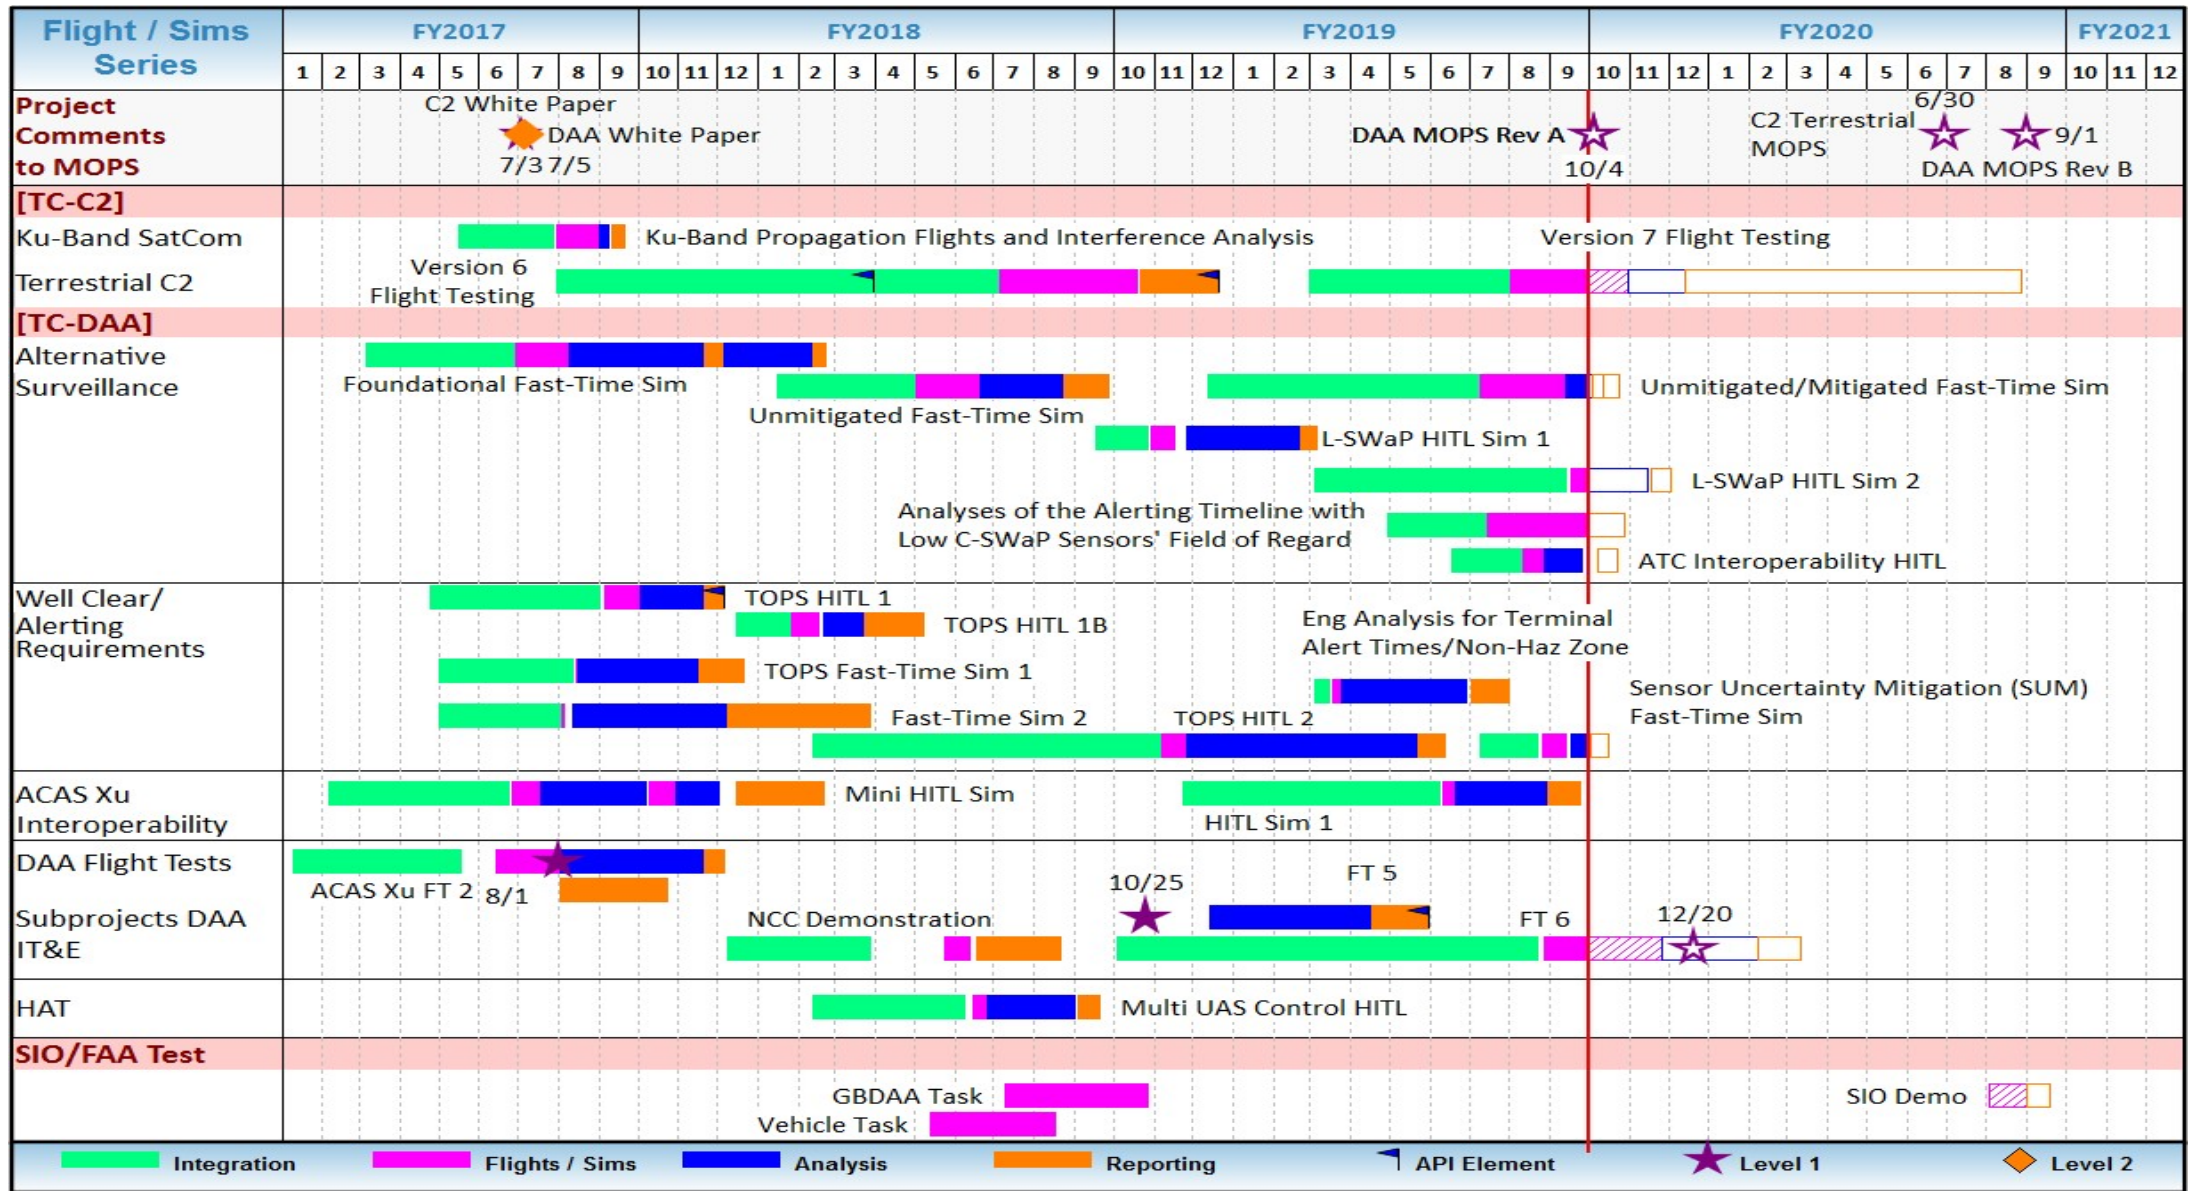 Flight / Sims
Series
FY2017
FY2018
FY2019
FY2020
FY2021
1 2 3 4 5 6 7 8 9 10 11 12 1 2 3 4 5 6 7 8 9 10 11 12 1 2 3 4 5 6 7 8 9 10 11 12 1 2 3 4 5 6 7 8 9 10 11 12
Project
Comments
to MOPS
C2 White Paper
DAA White Paper
7/3 7/5
DAA MOPS Rev A
10/4
C2 Terrestrial
MOPS
6/30
9/1
DAA MOPS Rev B
[TC-C2]
Ku-Band SatCom
Ku-Band Propagation Flights and Interference Analysis
Version 7 Flight Testing
Terrestrial C2
Version 6
Flight Testing
[TC-DAA]
Alternative
Surveillance
Foundational Fast-Time Sim
Unmitigated/Mitigated Fast-Time Sim
Unmitigated Fast-Time Sim
L-SWaP HITL Sim 1
L-SWaP HITL Sim 2
Analyses of the Alerting Timeline with
Low C-SWaP Sensors' Field of Regard
ATC Interoperability HITL
Well Clear/
Alerting
Requirements
TOPS HITL 1
TOPS HITL 1B
Eng Analysis for Terminal
Alert Times/Non-Haz Zone
TOPS Fast-Time Sim 1
Sensor Uncertainty Mitigation (SUM)
Fast-Time Sim
Fast-Time Sim 2
TOPS HITL 2
ACAS Xu
Interoperability
Mini HITL Sim
HITL Sim 1
DAA Flight Tests
ACAS Xu FT 2
8/1
10/25
FT 5
Subprojects DAA
IT&E
NCC Demonstration
FT 6
12/20
HAT
Multi UAS Control HITL
SIO/FAA Test
GBDAA Task
SIO Demo
Vehicle Task
Integration
Flights / Sims
Analysis
Reporting
API Element
Level 1
Level 2